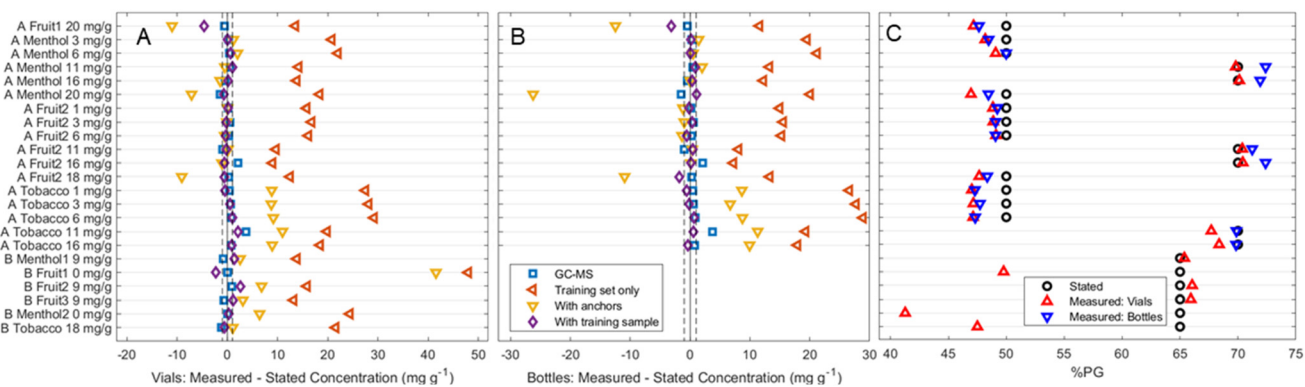 A B C
A Fruit1 20 mg/g
A Menthol 3 mg/g
A Menthol 6 mg/g
A Menthol 11 mg/g
A Menthol 16 mg/g
A Menthol 20 mg/g
A Fruit2 1 mg/g
A Fruit2 3 mg/g
A Fruit2 6 mg/g
A Fruit2 11 mg/g
A Fruit2 16 mg/g
A Fruit2 18 mg/g
A Tobacco 1 mg/g
A Tobacco 3 mg/g
A Tobacco 6 mg/g
A Tobacco 11 mg/g
A Tobacco 16 mg/g
B Menthol1 9 mg/g
B Fruit1 0 mg/g
B Fruit2 9 mg/g
B Fruit3 9 mg/g
B Menthol2 0 mg/g
B Tobacco 18 mg/g
-20 -10 0 10 20 30 40 50
Vials: Measured - Stated Concentration (mg g⁻¹)
GC-MS
Training set only
With anchors
With training sample
-30 -20 -10 0 10 20 30
Bottles: Measured - Stated Concentration (mg g⁻¹)
Stated
Measured: Vials
Measured: Bottles
40 45 50 55 60 65 70 75
%PG